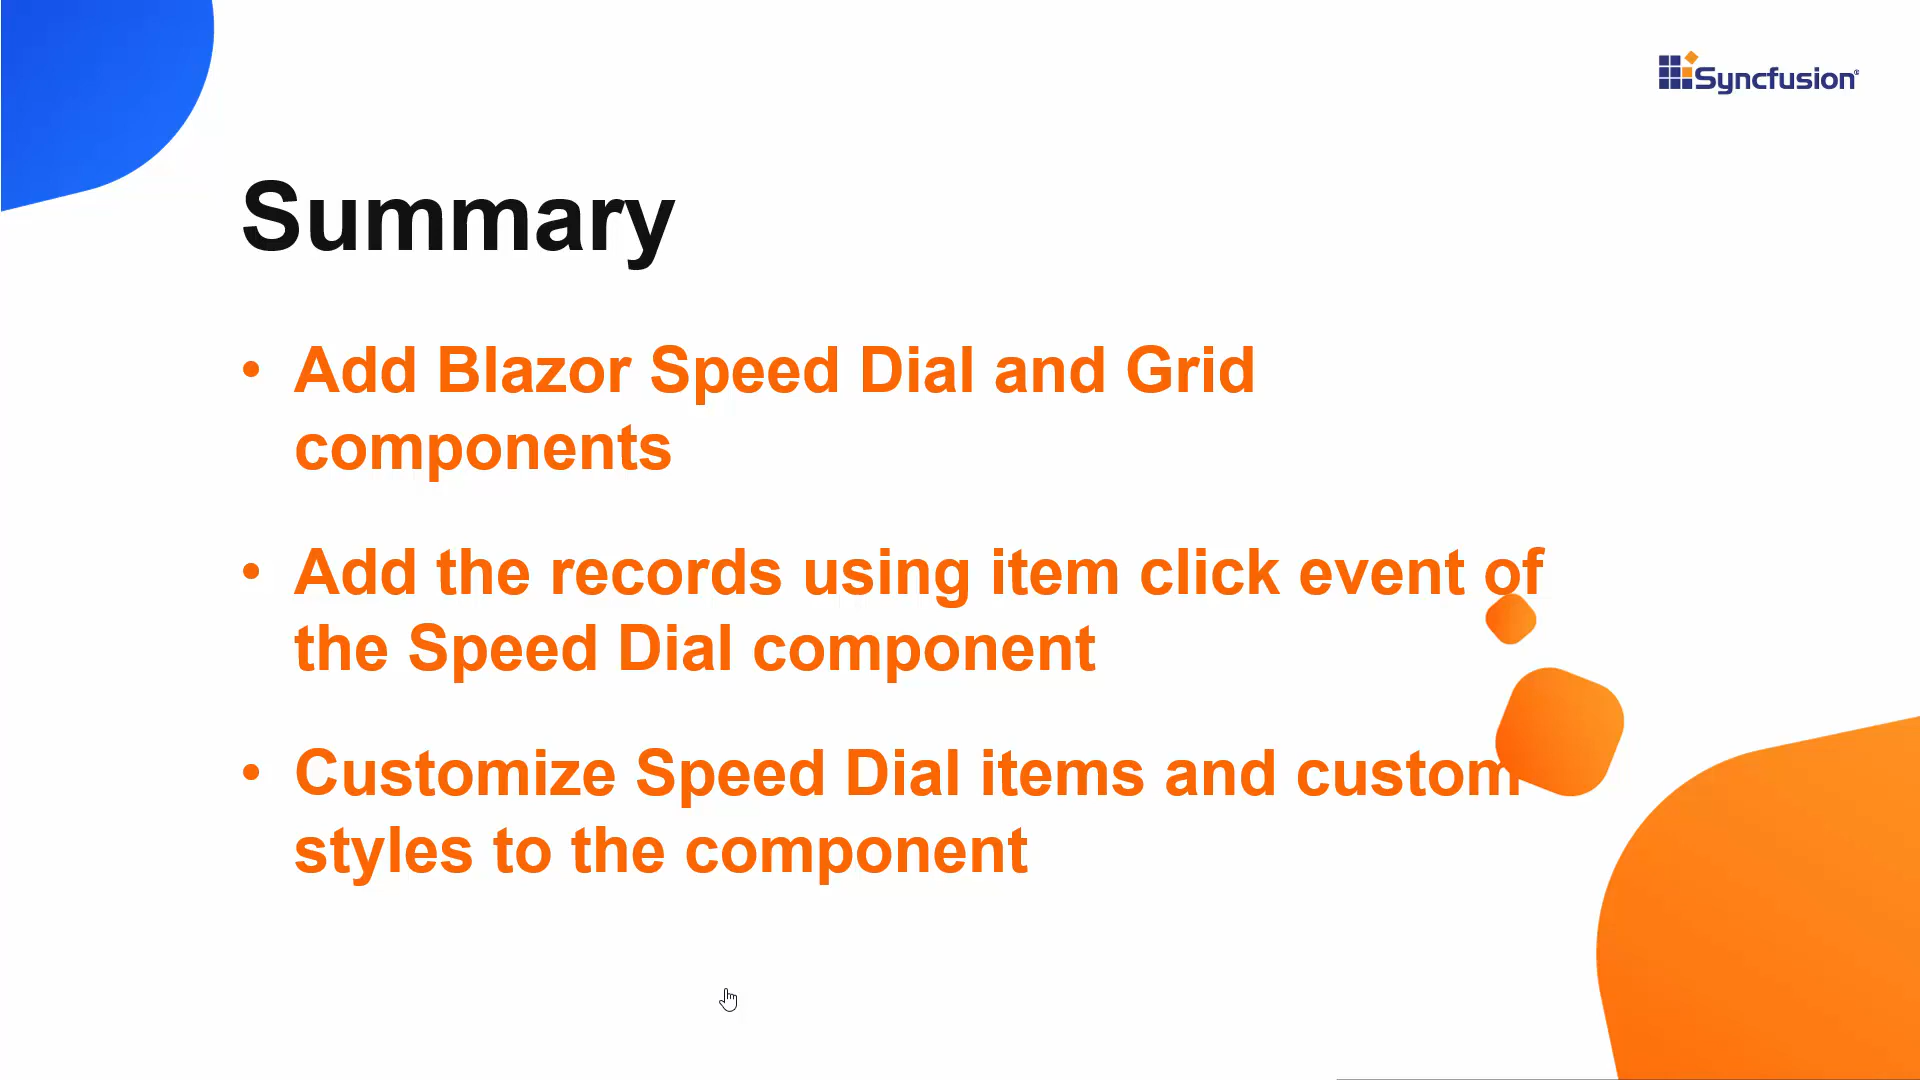 Syncfusion®
Summary
• Add Blazor Speed Dial and Grid
components
• Add the records using item click event of
the Speed Dial component
• Customize Speed Dial items and custom
styles to the component